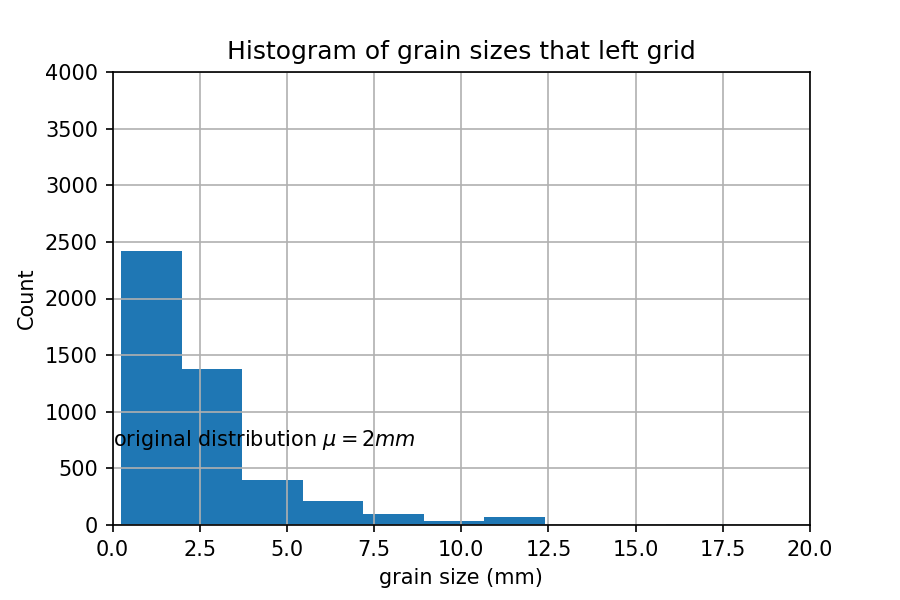 Histogram of grain sizes that left grid
4000
3500
3000
2500
2000
1500
1000
500
0
Count
original distribution μ = 2mm
0.0 2.5 5.0 7.5 10.0 12.5 15.0 17.5 20.0
grain size (mm)